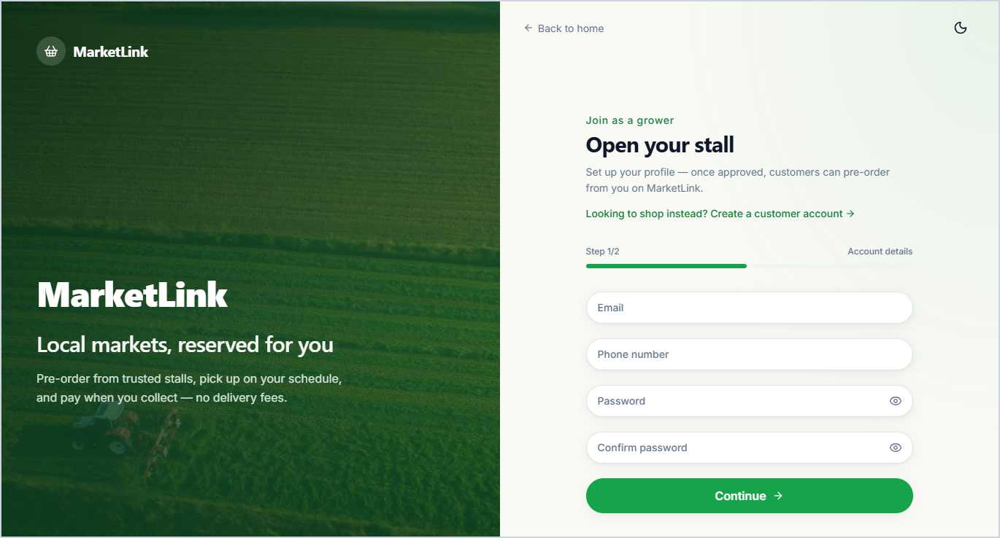 MarketLink
MarketLink
Local markets, reserved for you
Pre-order from trusted stalls, pick up on your schedule,
and pay when you collect — no delivery fees.
← Back to home
Join as a grower
Open your stall
Set up your profile — once approved, customers can pre-order
from you on MarketLink.
Looking to shop instead? Create a customer account →
Step 1/2 Account details
Email
Phone number
Password
Confirm password
Continue →